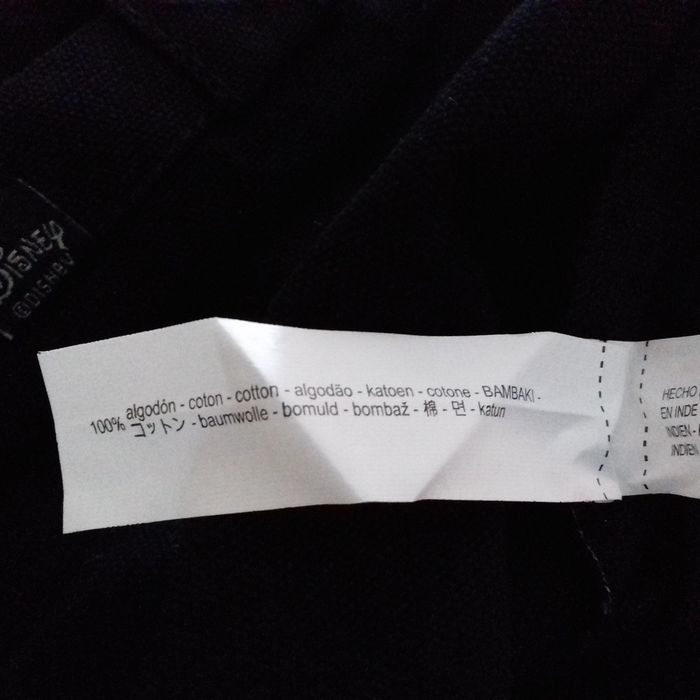 Disney
©DISNEY
100%
algodón - coton - cotton - algodão - katoen - cotone - BAMBAKI -
コットン - baumwolle - bomuld - bombaž - 棉 - 면 - katun
HECHO
EN INDE
INDIEN -
INDIEN